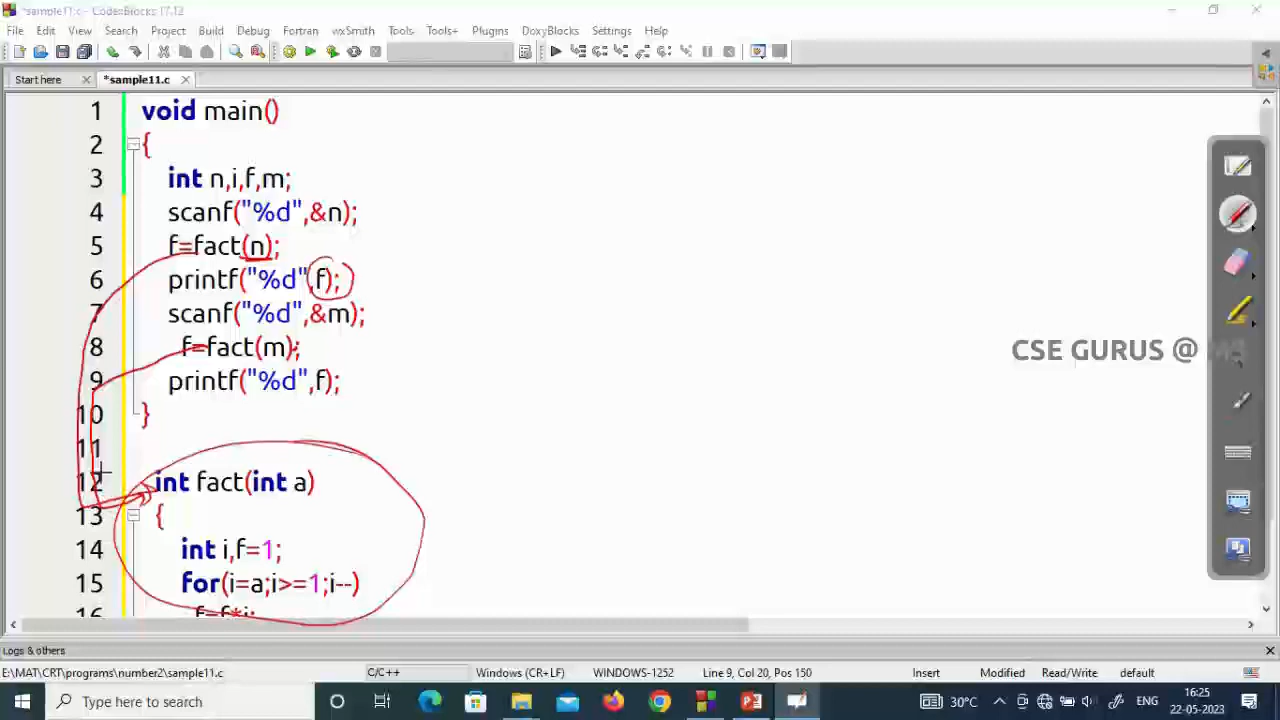 *sample11.c - Code::Blocks 17.12
File Edit View Search Project Build Debug Fortran wxSmith Tools Tools+ Plugins DoxyBlocks Settings Help
Start here *sample11.c
1 void main()
2 {
3 int n,i,f,m;
4 scanf("%d",&n);
5 f=fact(n);
6 printf("%d",f);
7 scanf("%d",&m);
8 f=fact(m);
9 printf("%d",f);
10 }
11
12 int fact(int a)
13 {
14 int i,f=1;
15 for(i=a;i>=1;i--)
16 f=f*i;
CSE GURUS @
Logs & others
E:\MAT\CRT\programs\number2\sample11.c C/C++ Windows (CR+LF) WINDOWS-1252 Line 9, Col 20, Pos 150 Insert Modified Read/Write default
Type here to search
30°C ENG 16:25
22-05-2023